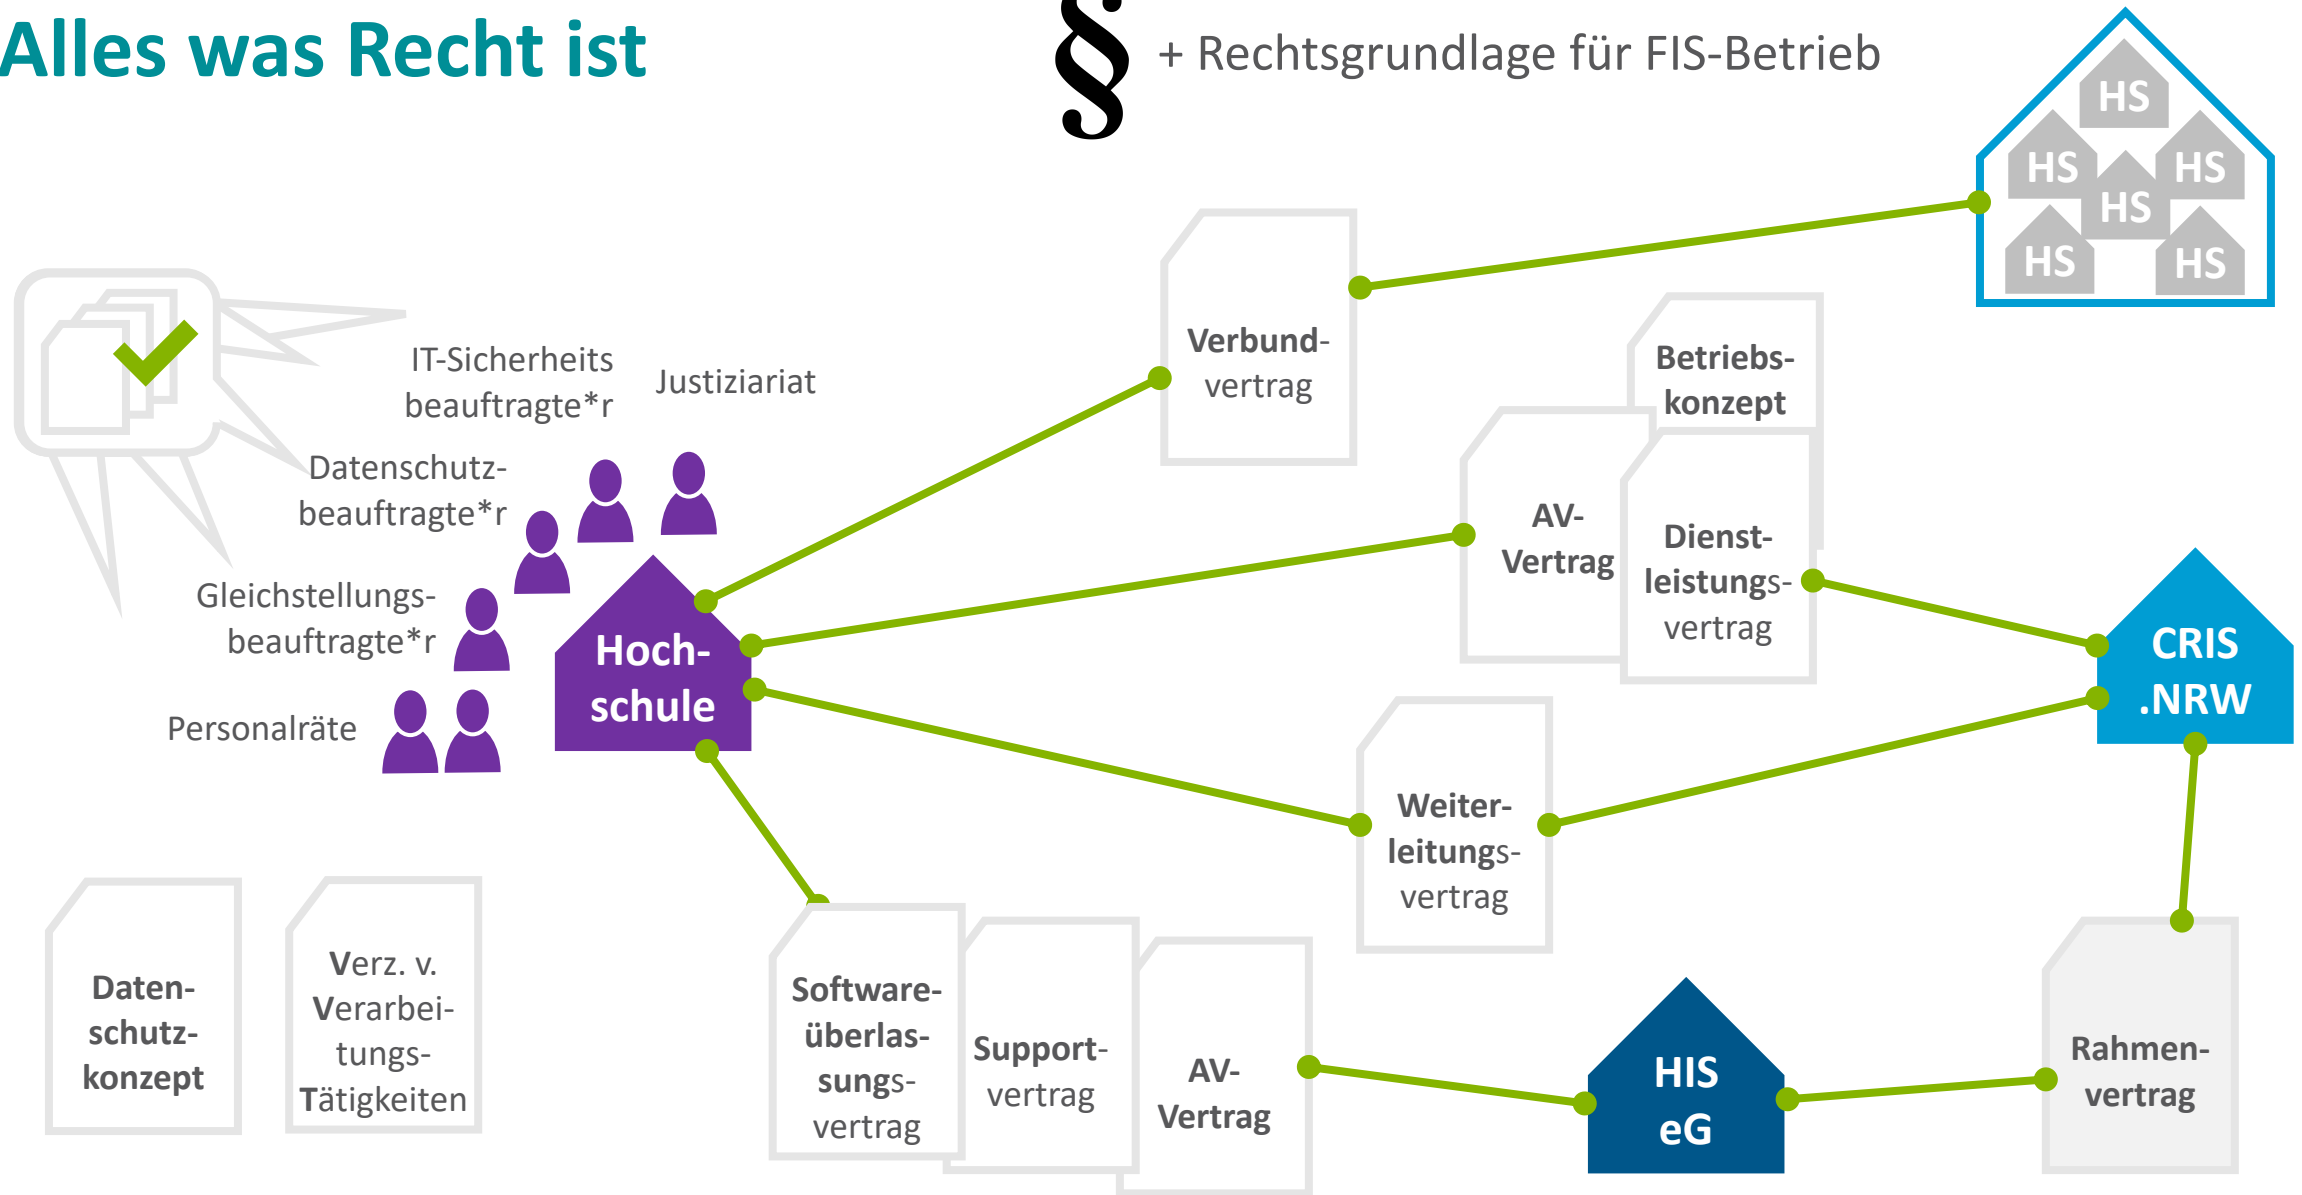 Alles was Recht ist
§ + Rechtsgrundlage für FIS-Betrieb
HS
HS
HS
HS
HS
HS
Verbund-
vertrag
Betriebs-
konzept
IT-Sicherheits
beauftragte*r
Justiziariat
Datenschutz-
beauftragte*r
Gleichstellungs-
beauftragte*r
Personalräte
Hoch-
schule
AV-
Vertrag
Dienst-
leistungs-
vertrag
CRIS
.NRW
Weiter-
leitungs-
vertrag
Daten-
schutz-
konzept
Verz. v.
Verarbei-
tungs-
Tätigkeiten
Software-
überlas-
sungs-
vertrag
Support-
vertrag
AV-
Vertrag
HIS
eG
Rahmen-
vertrag